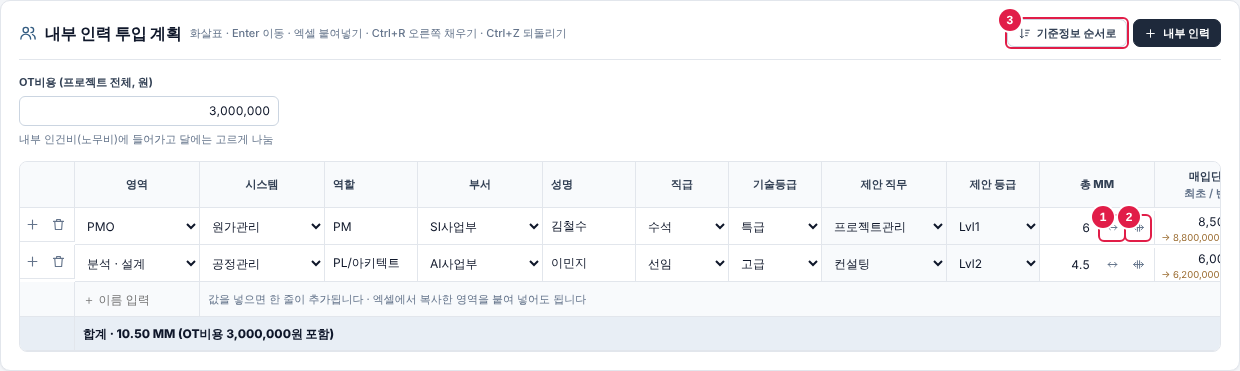 내부 인력 투입 계획 화살표 · Enter 이동 · 엑셀 붙여넣기 · Ctrl+R 오른쪽 채우기 · Ctrl+Z 되돌리기 3 기준정보 순서로 + 내부 인력
OT비용 (프로젝트 전체, 원)
3,000,000
내부 인건비(노무비)에 들어가고 달에는 고르게 나눔
영역 시스템 역할 부서 성명 직급 기술등급 제안 직무 제안 등급 총 MM 매입단
최초 / 변
1 2
+ PMO 원가관리 PM SI사업부 김철수 수석 특급 프로젝트관리 Lvl1 6 ↔ 8,50
→ 8,800,000
+ 분석 · 설계 공정관리 PL/아키텍트 AI사업부 이민지 선임 고급 컨설팅 Lvl2 4.5 ↔ 6,00
→ 6,200,000
+ 이름 입력 값을 넣으면 한 줄이 추가됩니다 · 엑셀에서 복사한 영역을 붙여 넣어도 됩니다
합계 · 10.50 MM (OT비용 3,000,000원 포함)